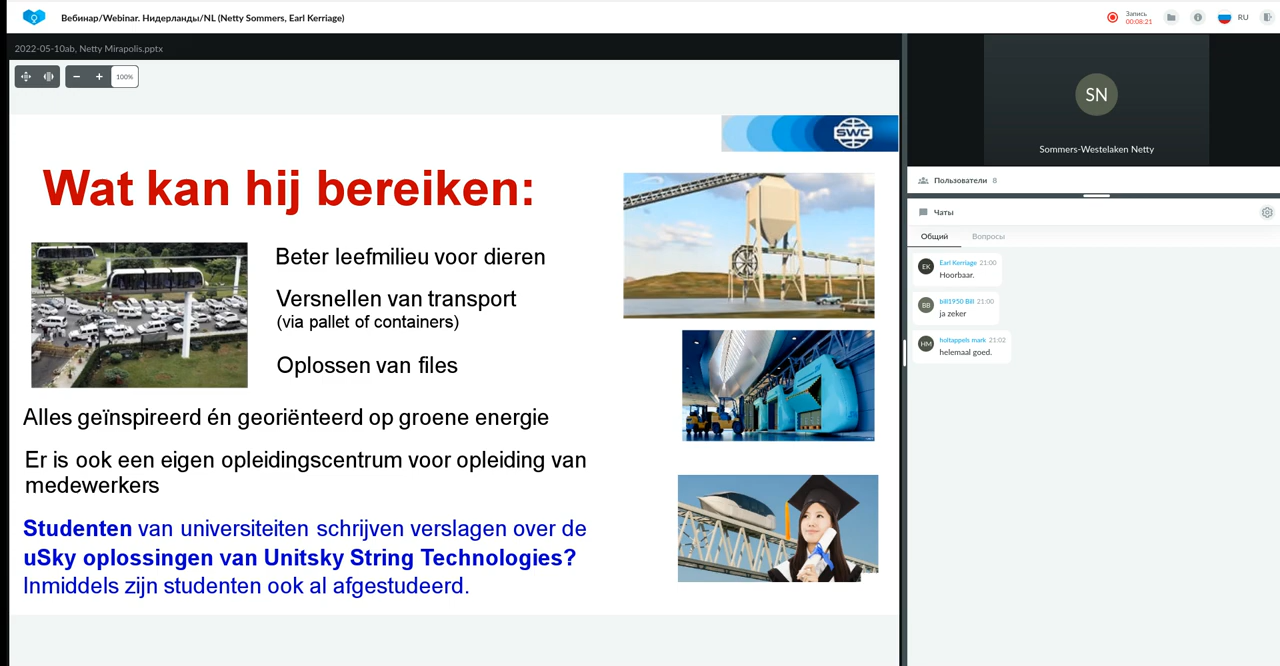 Вебинар/Webinar. Нидерланды/NL (Netty Sommers, Earl Kerriage)
Запись
00:08:21
RU
2022-05-10ab, Netty Mirapolis.pptx
100%
SWC
Wat kan hij bereiken:
Beter leefmilieu voor dieren
Versnellen van transport
(via pallet of containers)
Oplossen van files
Alles geïnspireerd én georiënteerd op groene energie
Er is ook een eigen opleidingscentrum voor opleiding van
medewerkers
Studenten van universiteiten schrijven verslagen over de
uSky oplossingen van Unitsky String Technologies?
Inmiddels zijn studenten ook al afgestudeerd.
SN
Sommers-Westelaken Netty
Пользователи 8
Чаты
Общий Вопросы
EK Earl Kerriage 21:00
Hoorbaar.
BB bill1950 Bill 21:00
ja zeker
HM holtappels mark 21:02
helemaal goed.